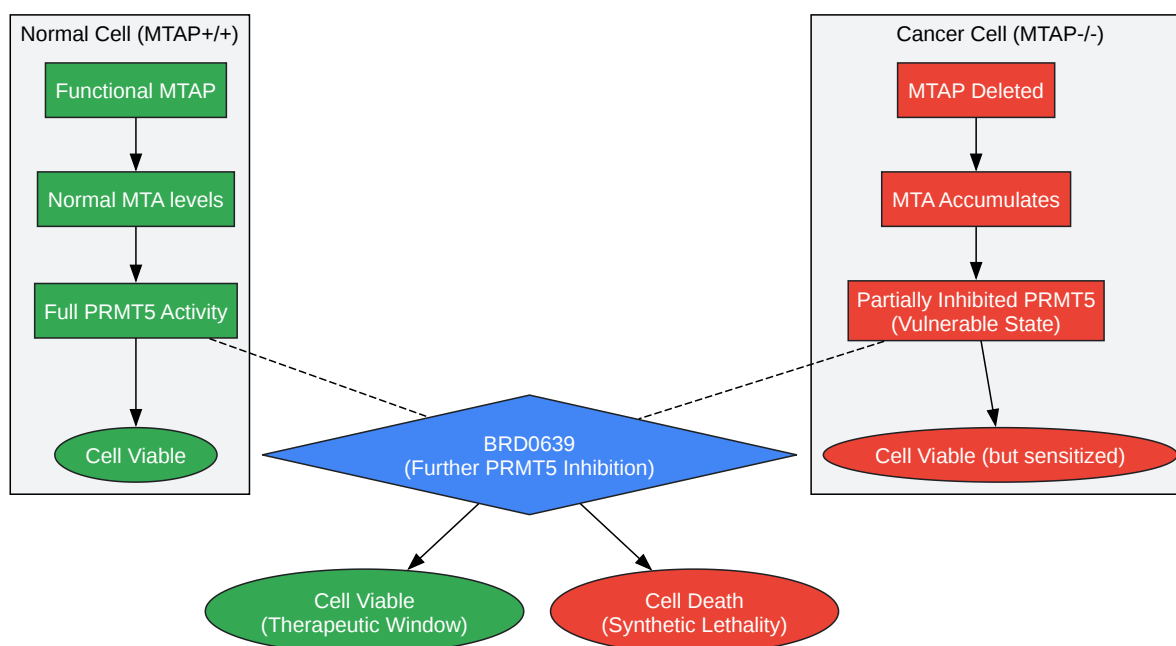 Normal Cell (MTAP+/+)
Functional MTAP
Normal MTA levels
Full PRMT5 Activity
Cell Viable
Cancer Cell (MTAP-/-)
MTAP Deleted
MTA Accumulates
Partially Inhibited PRMT5
(Vulnerable State)
Cell Viable (but sensitized)
BRD0639
(Further PRMT5 Inhibition)
Cell Viable
(Therapeutic Window)
Cell Death
(Synthetic Lethality)